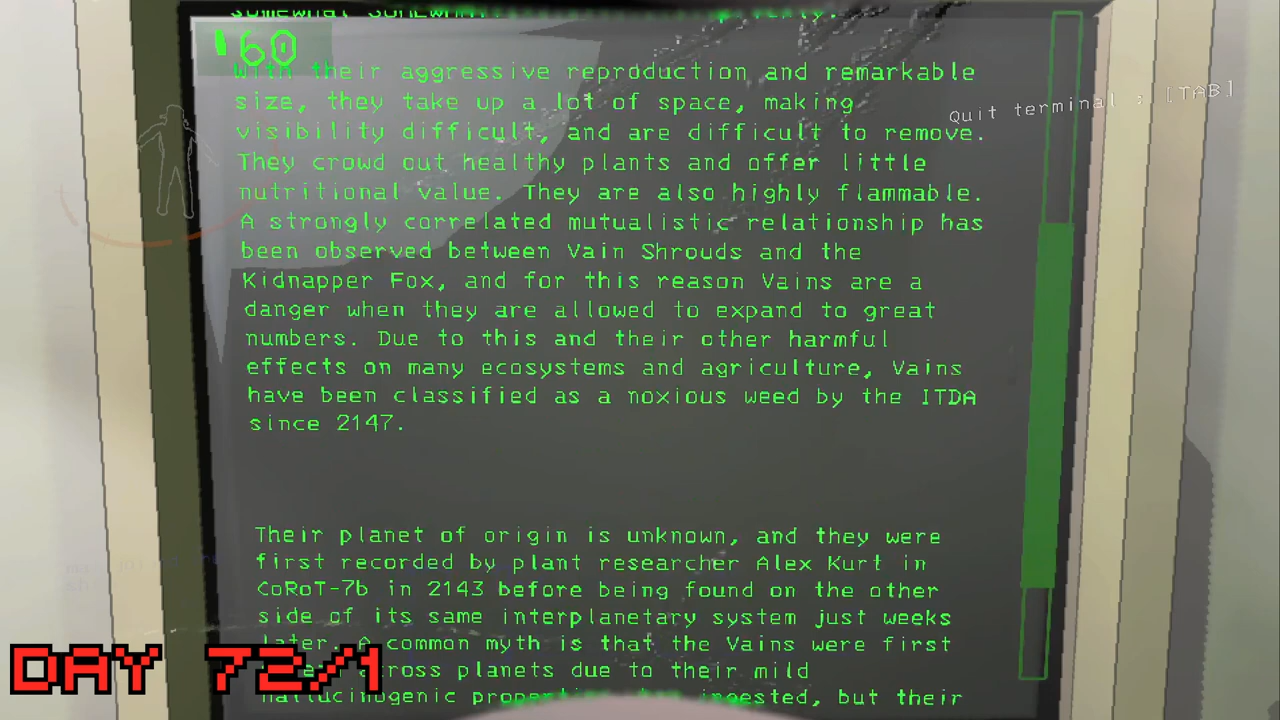 somewhat somewhat
'60
With their aggressive reproduction and remarkable
size, they take up a lot of space, making
Quit terminal : [TAB]
visibility difficult, and are difficult to remove.
They crowd out healthy plants and offer little
nutritional value. They are also highly flammable.
A strongly correlated mutualistic relationship has
been observed between Vain Shrouds and the
Kidnapper Fox, and for this reason Vains are a
danger when they are allowed to expand to great
numbers. Due to this and their other harmful
effects on many ecosystems and agriculture, Vains
have been classified as a noxious weed by the ITDA
since 2147.
Their planet of origin is unknown, and they were
first recorded by plant researcher Alex Kurt in
CoRoT-7b in 2143 before being found on the other
side of its same interplanetary system just weeks
later. A common myth is that the Vains were first
across planets due to their mild
hallucinogenic properties when ingested, but their
DAY 72/1